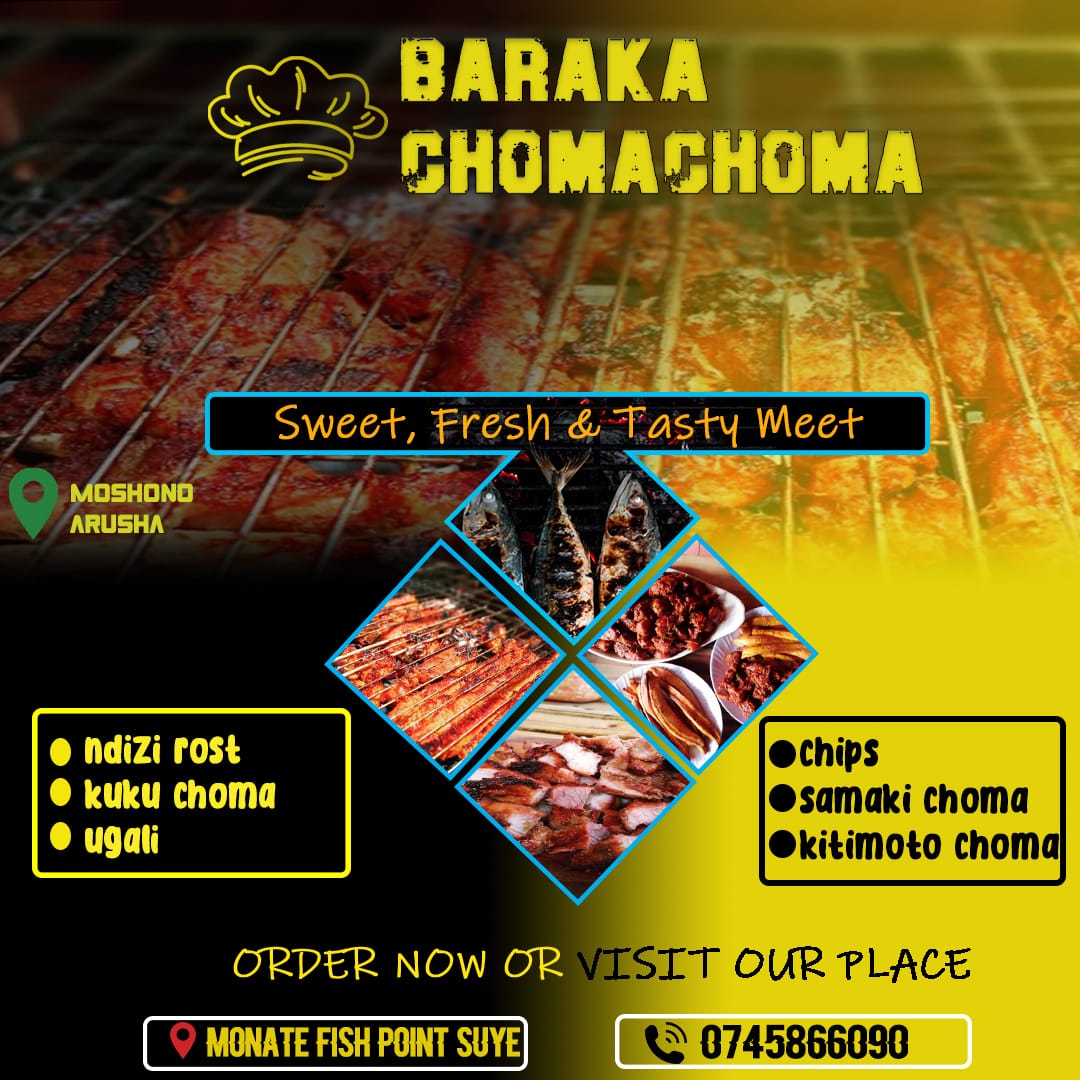 BARAKA
CHOMACHOMA
Sweet, Fresh & Tasty Meet
MOSHONO
ARUSHA
ndizi rost
kuku choma
ugali
chips
samaki choma
kitimoto choma
ORDER NOW OR VISIT OUR PLACE
MONATE FISH POINT SUYE
0745866090